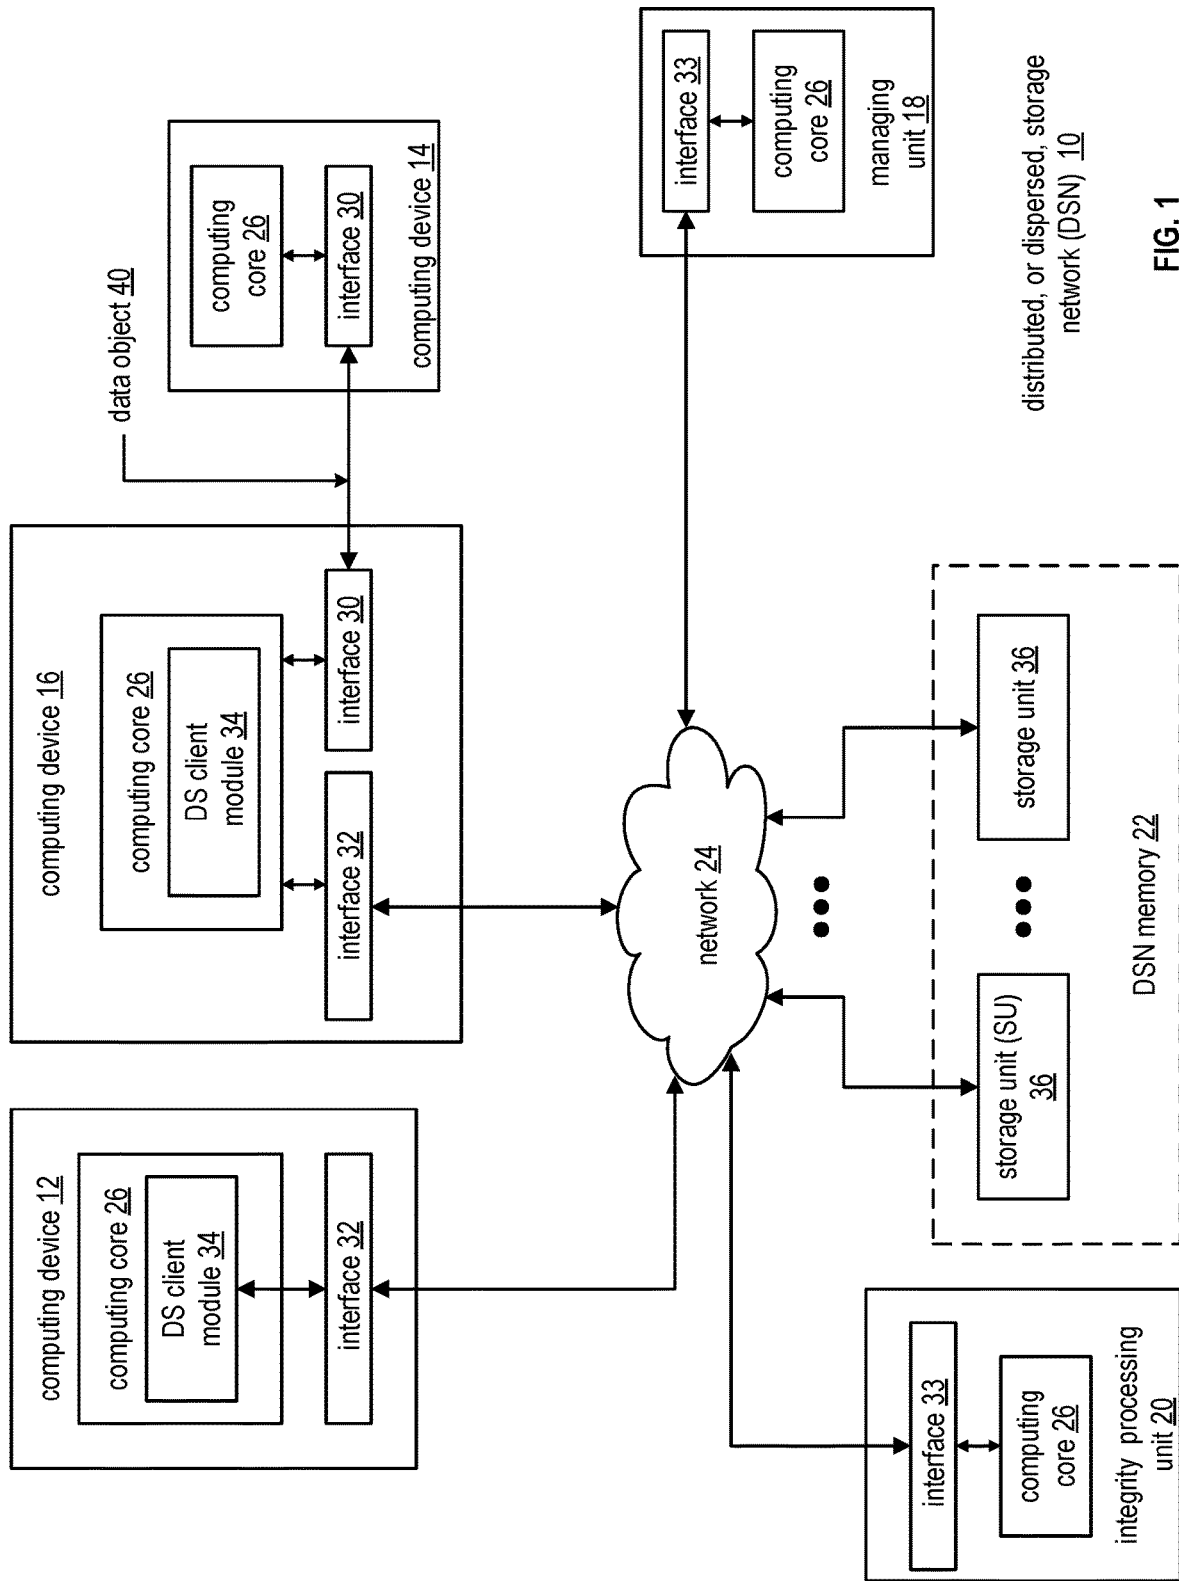 computing device 12
computing core 26
DS client
module 34
interface 32
computing device 16
computing core 26
DS client
module 34
interface 32
interface 30
data object 40
computing
core 26
interface 30
computing device 14
network 24
interface 33
computing
core 26
managing
unit 18
interface 33
computing
core 26
integrity processing
unit 20
storage unit (SU)
36
storage unit 36
DSN memory 22
distributed, or dispersed, storage
network (DSN) 10
FIG. 1